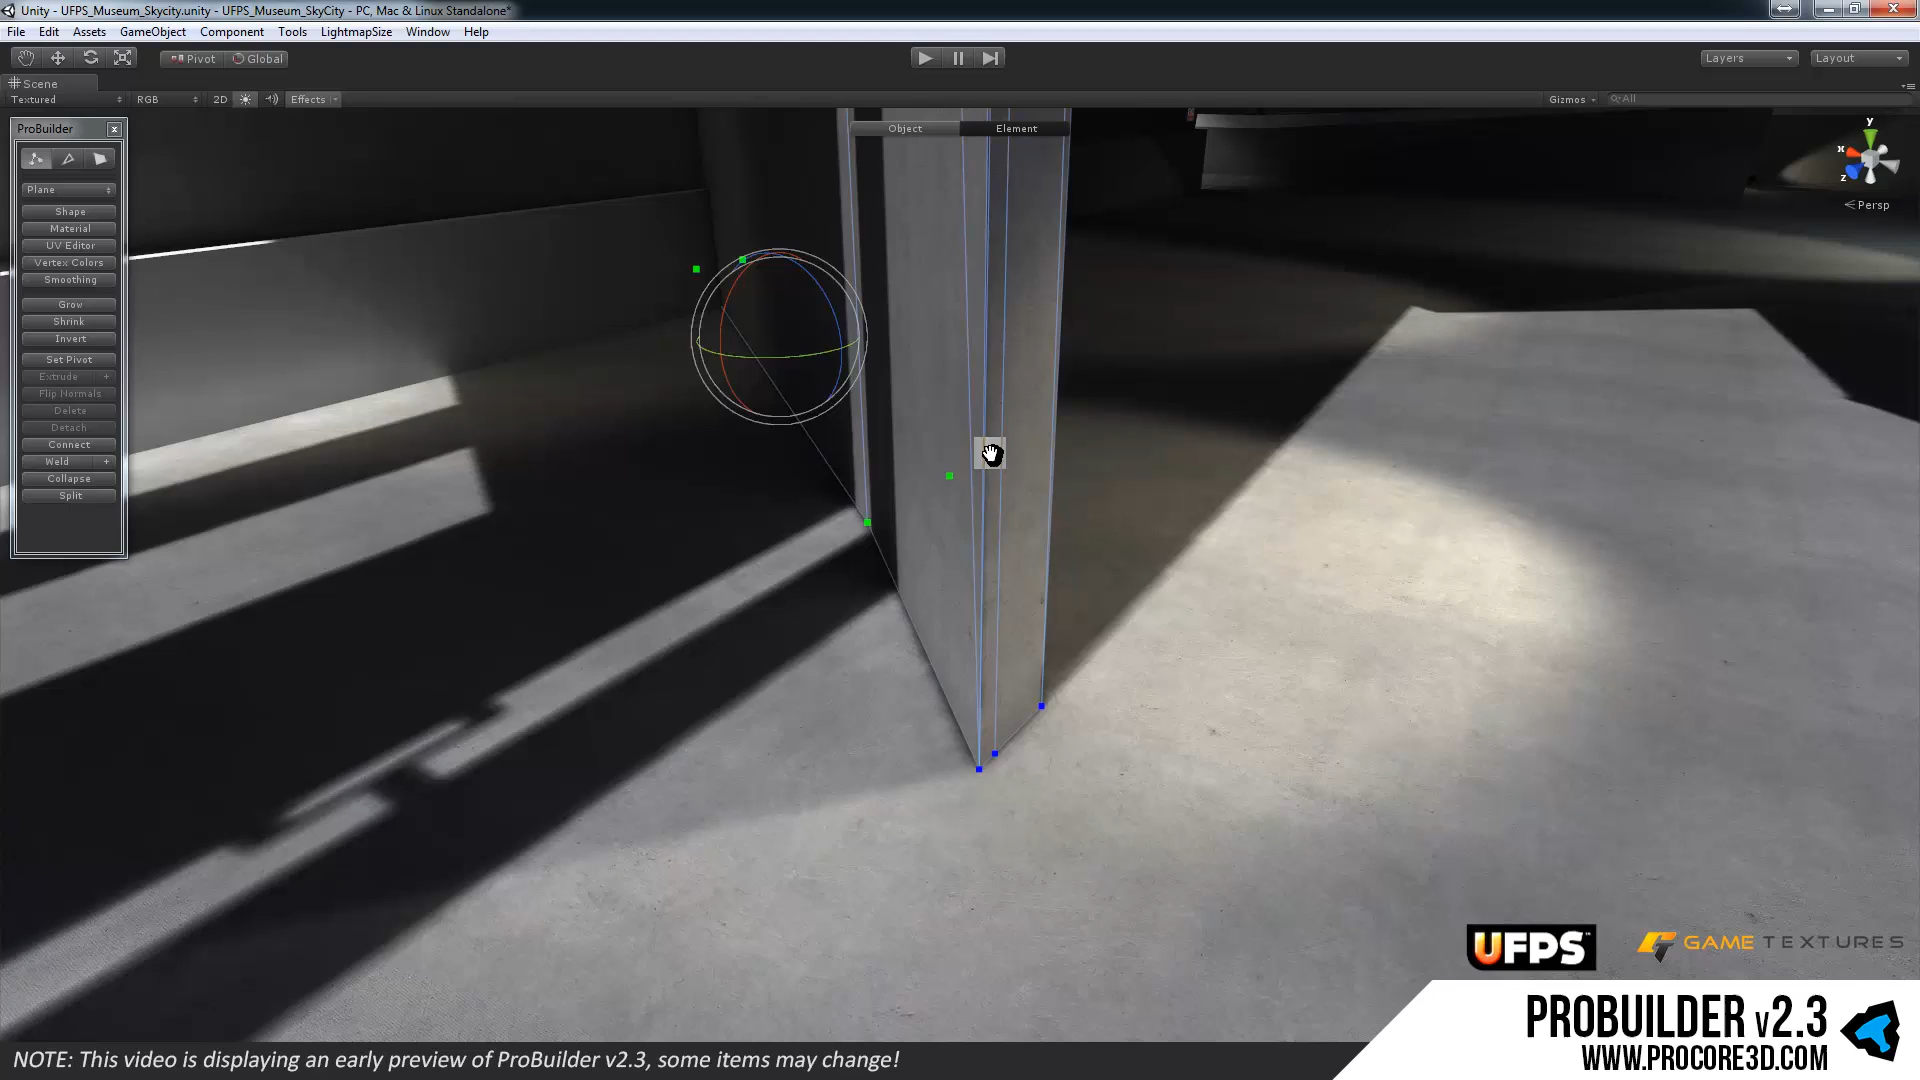 Unity - UFPS_Museum_Skycity.unity - UFPS_Museum_SkyCity - PC, Mac & Linux Standalone*
File Edit Assets GameObject Component Tools LightmapSize Window Help
Pivot Global Layers Layout
Scene
Textured RGB 2D Effects Gizmos All
ProBuilder
Object Element
Plane
Shape
Material
UV Editor
Vertex Colors
Smoothing
Grow
Shrink
Invert
Set Pivot
Extrude +
Flip Normals
Delete
Detach
Connect
Weld +
Collapse
Split
y
x
z
Persp
UFPS™
GAME TEXTURES
PROBUILDER v2.3
WWW.PROCORE3D.COM
NOTE: This video is displaying an early preview of ProBuilder v2.3, some items may change!